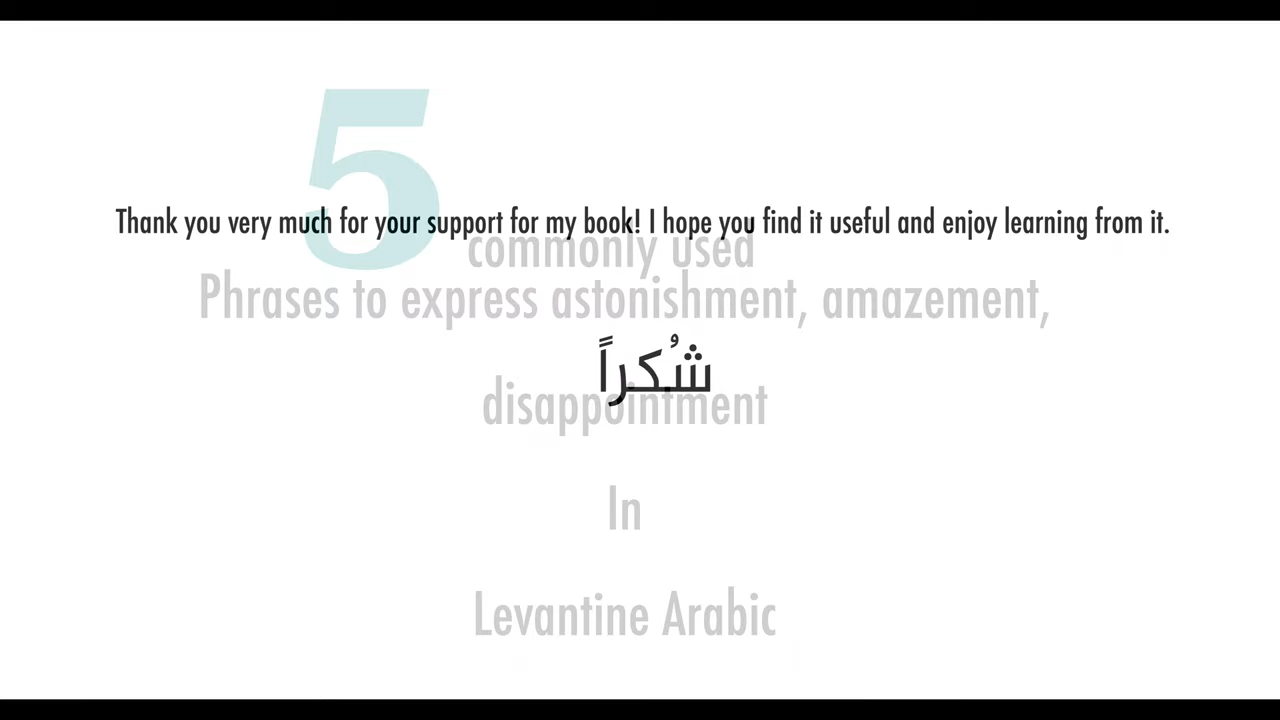 5
Thank you very much for your support for my book! I hope you find it useful and enjoy learning from it.
commonly used
Phrases to express astonishment, amazement,
شُكراً
disappointment
In
Levantine Arabic